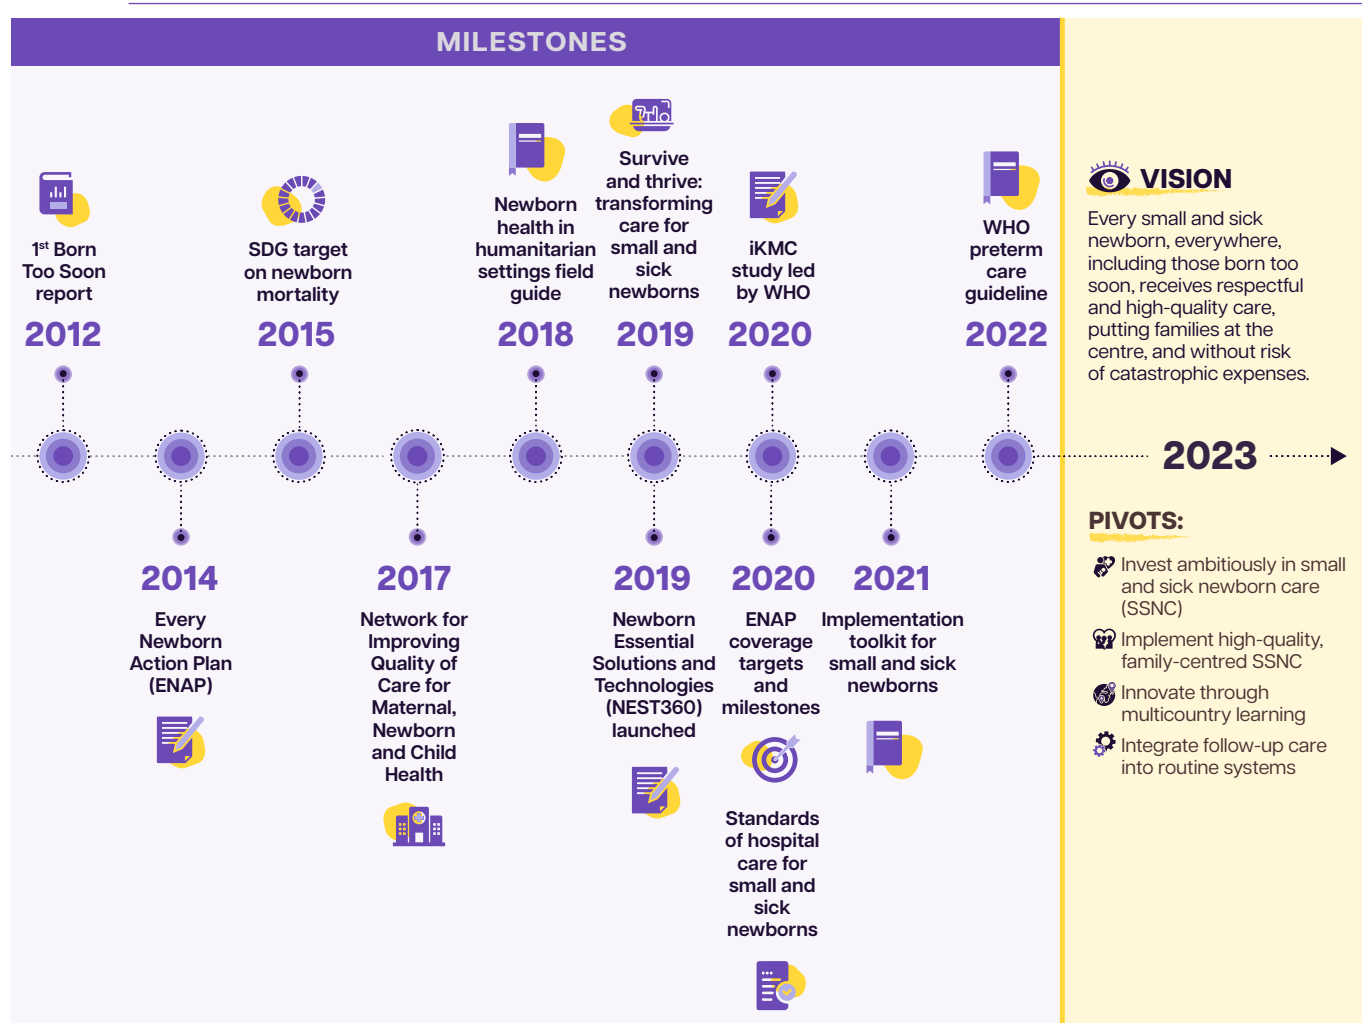 MILESTONES
1st Born
Too Soon
report
2012
SDG target
on newborn
mortality
2015
Newborn
health in
humanitarian
settings field
guide
2018
Survive
and thrive:
transforming
care for
small and
sick
newborns
2019
iKMC
study led
by WHO
2020
WHO
preterm
care
guideline
2022
2014
Every
Newborn
Action Plan
(ENAP)
2017
Network for
Improving
Quality of
Care for
Maternal,
Newborn
and Child
Health
2019
Newborn
Essential
Solutions and
Technologies
(NEST360)
launched
2020
ENAP
coverage
targets
and
milestones
Standards
of hospital
care for
small and
sick
newborns
2021
Implementation
toolkit for
small and sick
newborns
VISION
Every small and sick
newborn, everywhere,
including those born too
soon, receives respectful
and high-quality care,
putting families at the
centre, and without risk
of catastrophic expenses.
2023
PIVOTS:
Invest ambitiously in small
and sick newborn care
(SSNC)
Implement high-quality,
family-centred SSNC
Innovate through
multicountry learning
Integrate follow-up care
into routine systems